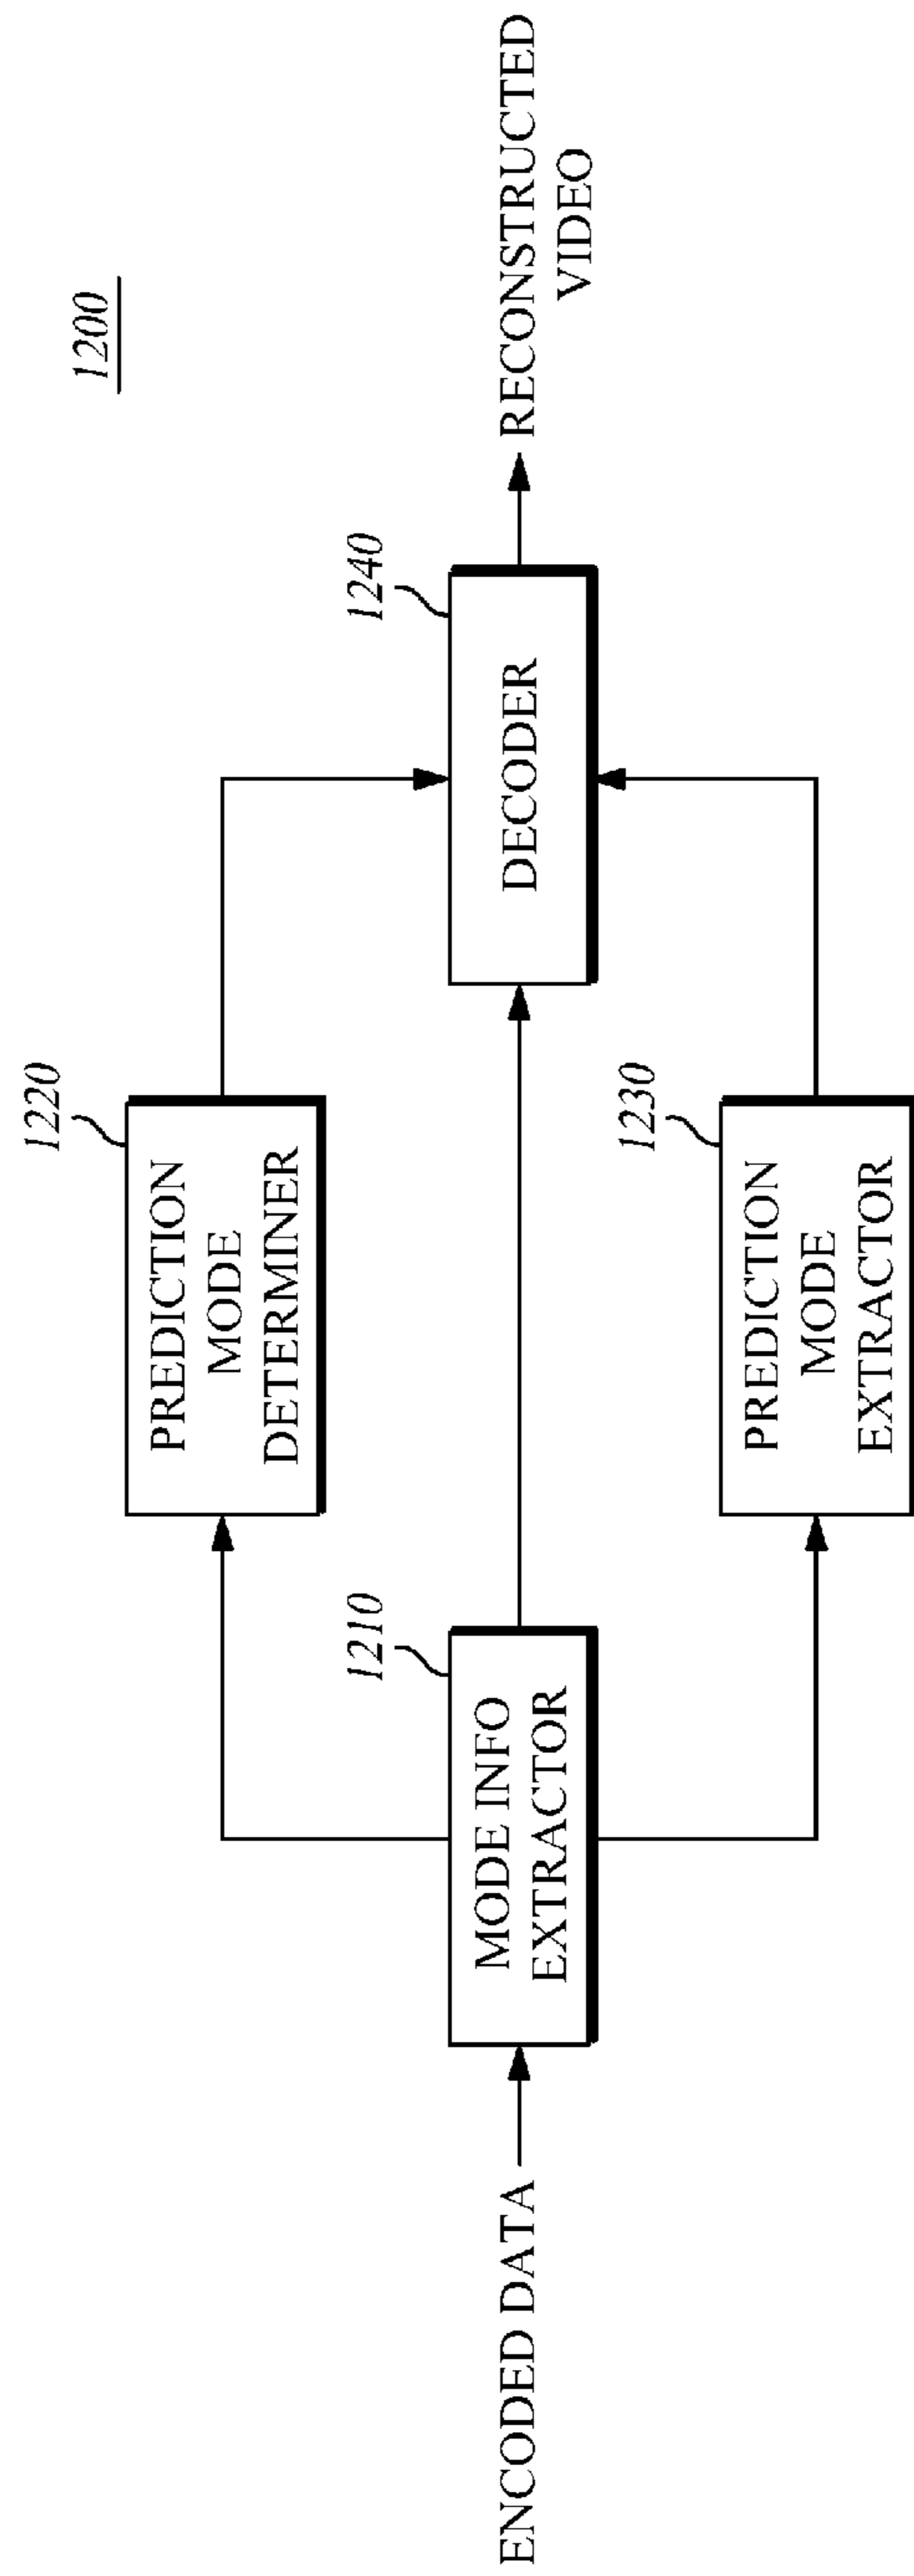 1200
1220
PREDICTION
MODE
DETERMINER
ENCODED DATA
1210
MODE INFO
EXTRACTOR
1240
DECODER
RECONSTRUCTED
VIDEO
1230
PREDICTION
MODE
EXTRACTOR